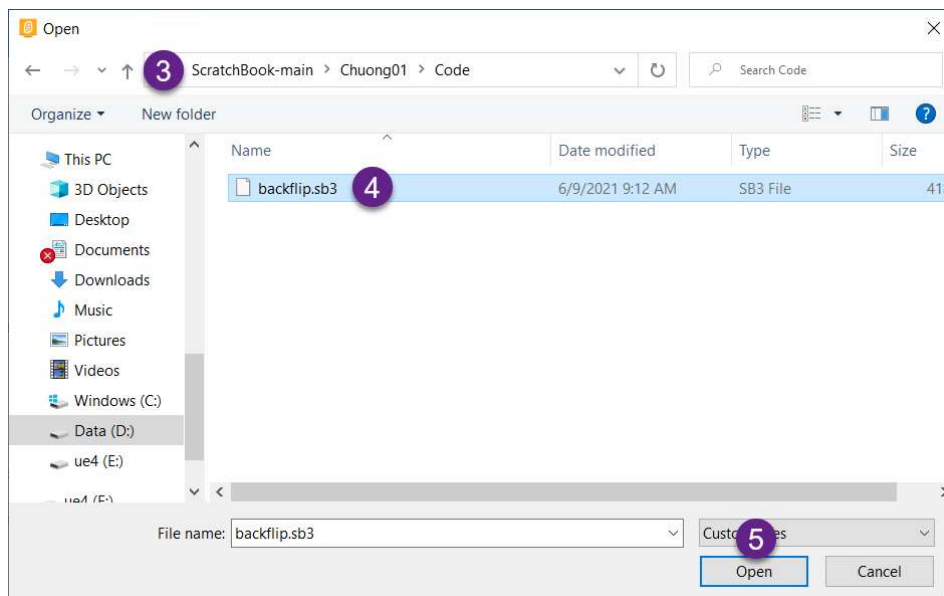 Open
3 ScratchBook-main > Chuong01 > Code Search Code
Organize New folder
Name Date modified Type Size
This PC
3D Objects
Desktop
Documents
Downloads
Music
Pictures
Videos
Windows (C:)
Data (D:)
ue4 (E:)
backflip.sb3 4 6/9/2021 9:12 AM SB3 File
File name: backflip.sb3
5
Open Cancel